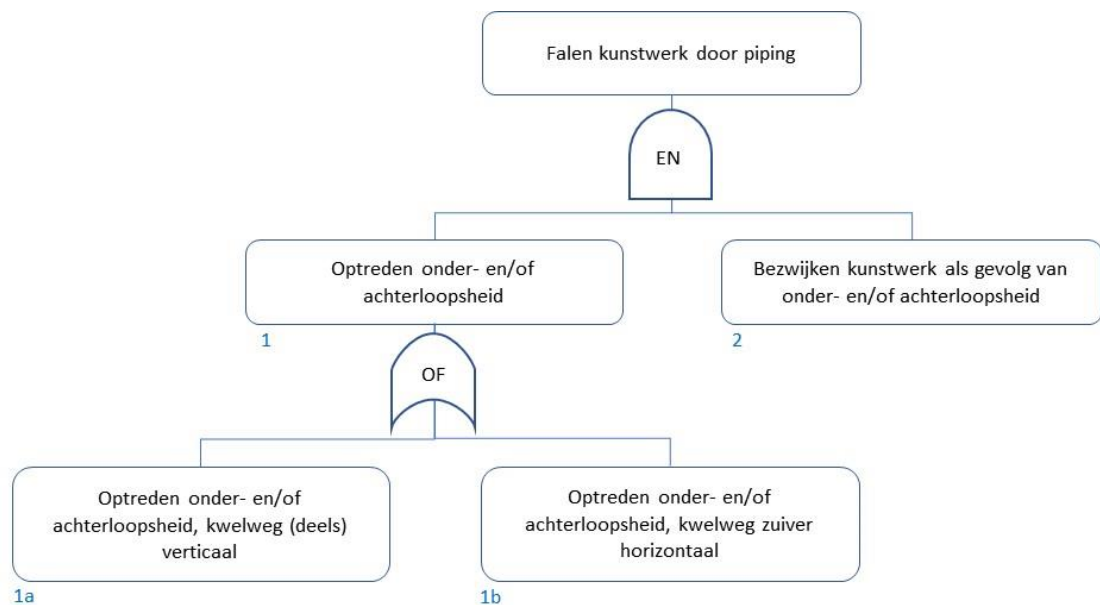 Falen kunstwerk door piping
EN
Optreden onder- en/of
achterloopsheid
1
Bezwijken kunstwerk als gevolg van
onder- en/of achterloopsheid
2
OF
Optreden onder- en/of
achterloopsheid, kwelweg (deels)
verticaal
1a
Optreden onder- en/of
achterloopsheid, kwelweg zuiver
horizontaal
1b